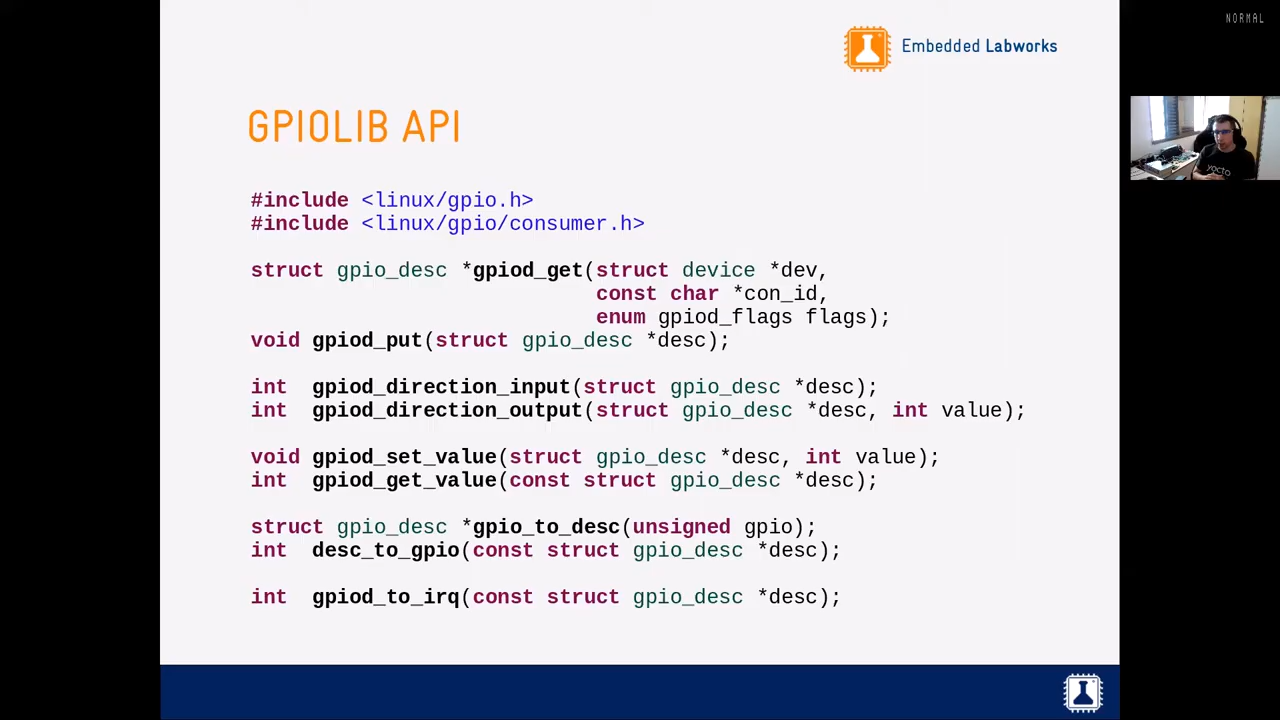 NORMAL
Embedded Labworks
GPIOLIB API
#include <linux/gpio.h>
#include <linux/gpio/consumer.h>
struct gpio_desc *gpiod_get(struct device *dev,
const char *con_id,
enum gpiod_flags flags);
void gpiod_put(struct gpio_desc *desc);
int gpiod_direction_input(struct gpio_desc *desc);
int gpiod_direction_output(struct gpio_desc *desc, int value);
void gpiod_set_value(struct gpio_desc *desc, int value);
int gpiod_get_value(const struct gpio_desc *desc);
struct gpio_desc *gpio_to_desc(unsigned gpio);
int desc_to_gpio(const struct gpio_desc *desc);
int gpiod_to_irq(const struct gpio_desc *desc);
yocto